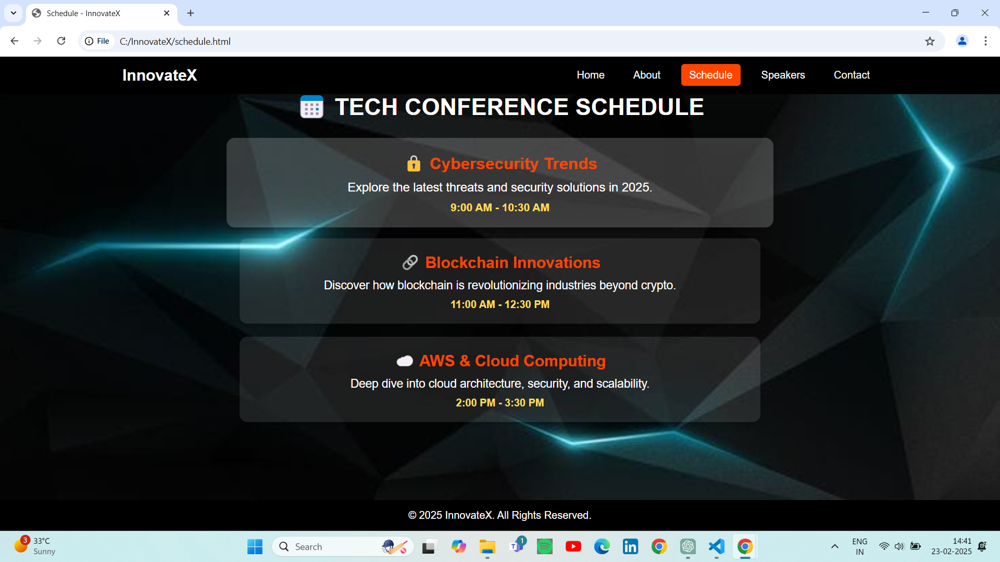 Schedule - InnovateX
File C:/InnovateX/schedule.html
InnovateX Home About Schedule Speakers Contact
TECH CONFERENCE SCHEDULE
Cybersecurity Trends
Explore the latest threats and security solutions in 2025.
9:00 AM - 10:30 AM
Blockchain Innovations
Discover how blockchain is revolutionizing industries beyond crypto.
11:00 AM - 12:30 PM
AWS & Cloud Computing
Deep dive into cloud architecture, security, and scalability.
2:00 PM - 3:30 PM
© 2025 InnovateX. All Rights Reserved.
3 33°C
Sunny
Search
1
T
in
ENG
IN
14:41
23-02-2025